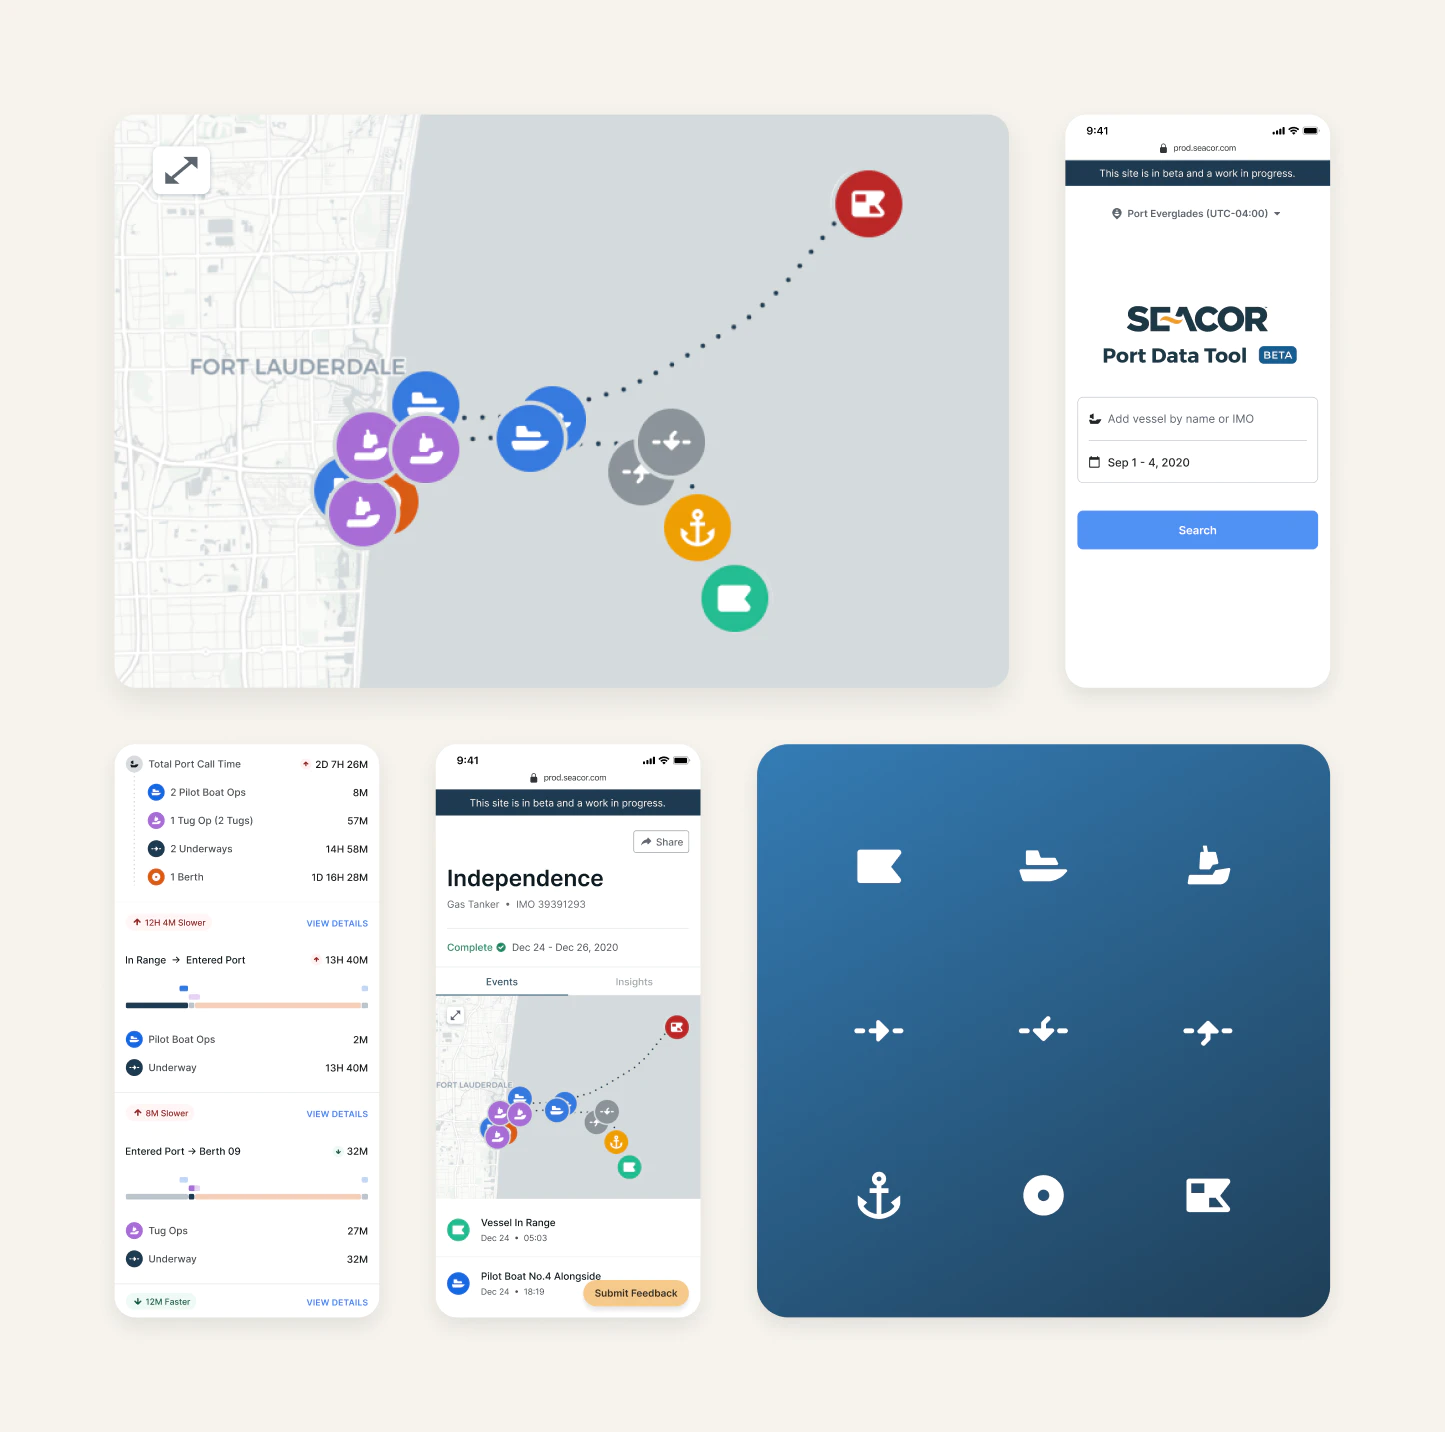 FORT LAUDERDALE
9:41
prod.seacor.com
This site is in beta and a work in progress.
Port Everglades (UTC-04:00)
SEACOR
Port Data Tool BETA
Add vessel by name or IMO
Sep 1 - 4, 2020
Search
Total Port Call Time 2D 7H 26M
2 Pilot Boat Ops 8M
1 Tug Op (2 Tugs) 57M
2 Underways 14H 58M
1 Berth 1D 16H 28M
12H 4M Slower VIEW DETAILS
In Range → Entered Port 13H 40M
Pilot Boat Ops 2M
Underway 13H 40M
8M Slower VIEW DETAILS
Entered Port → Berth 09 32M
Tug Ops 27M
Underway 32M
12M Faster VIEW DETAILS
9:41
prod.seacor.com
This site is in beta and a work in progress.
Share
Independence
Gas Tanker • IMO 39391293
Complete Dec 24 - Dec 26, 2020
Events Insights
FORT LAUDERDALE
Vessel In Range
Dec 24 • 05:03
Pilot Boat No.4 Alongside
Dec 24 • 18:19
Submit Feedback